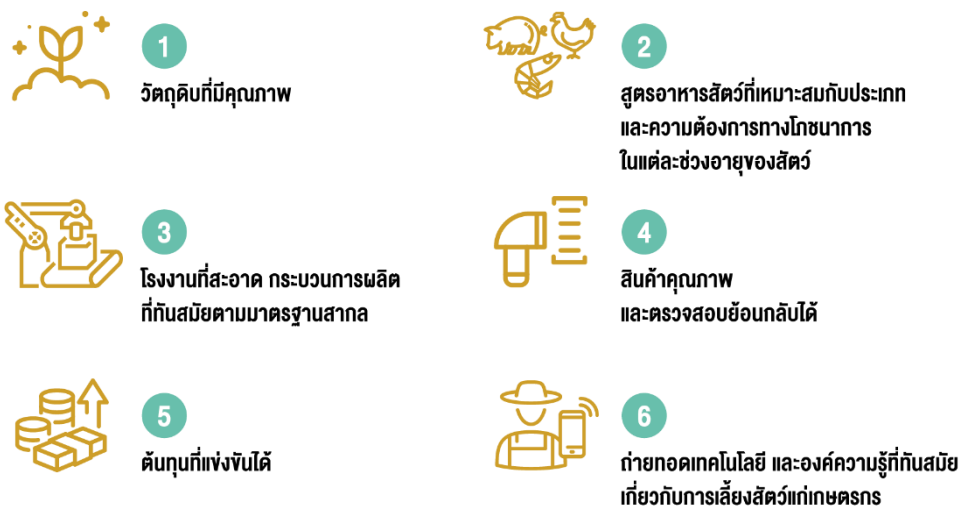 1
วัตถุดิบที่มีคุณภาพ
2
สูตรอาหารสัตว์ที่เหมาะสมกับประเภท
และความต้องการทางโภชนาการ
ในแต่ละช่วงอายุของสัตว์
3
โรงงานที่สะอาด กระบวนการผลิต
ที่ทันสมัยตามมาตรฐานสากล
4
สินค้าคุณภาพ
และตรวจสอบย้อนกลับได้
5
ต้นทุนที่แข่งขันได้
6
ถ่ายทอดเทคโนโลยี และองค์ความรู้ที่ทันสมัย
เกี่ยวกับการเลี้ยงสัตว์แก่เกษตรกร